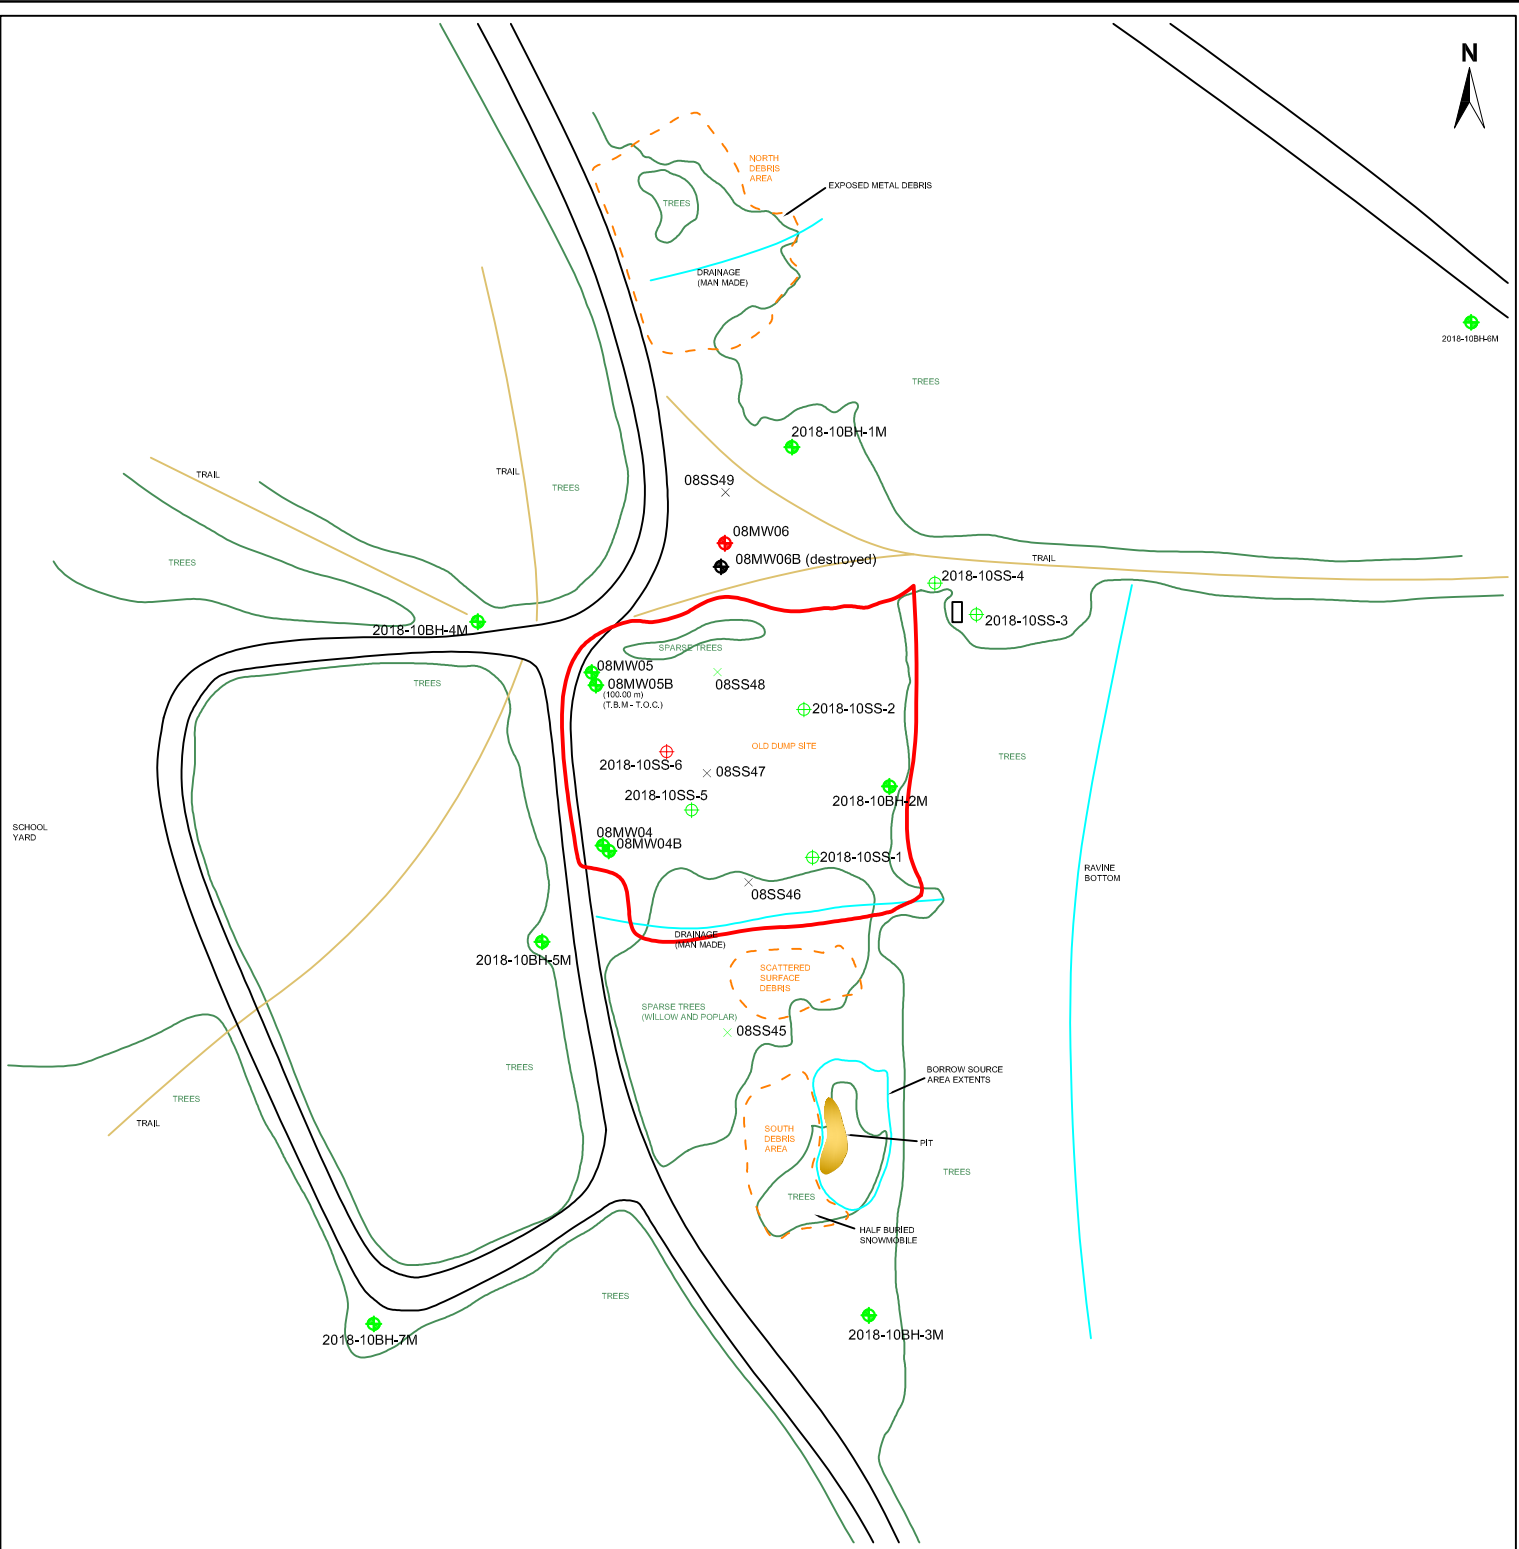 N
NORTH
DEBRIS
AREA
EXPOSED METAL DEBRIS
TREES
DRAINAGE
(MAN MADE)
2018-10BH-6M
TREES
2018-10BH-1M
TRAIL
TRAIL
08SS49
TREES
08MW06
08MW06B (destroyed)
TRAIL
TREES
2018-10SS-4
2018-10SS-3
2018-10BH-4M
SPARSE TREES
08MW05
08MW05B
(100.00 m)
(T.B.M - T.O.C.)
08SS48
TREES
2018-10SS-2
OLD DUMP SITE
TREES
2018-10SS-6
08SS47
2018-10SS-5
2018-10BH-2M
SCHOOL
YARD
08MW04
08MW04B
2018-10SS-1
RAVINE
BOTTOM
08SS46
DRAINAGE
(MAN MADE)
2018-10BH-5M
SCATTERED
SURFACE
DEBRIS
SPARSE TREES
(WILLOW AND POPLAR)
08SS45
TREES
BORROW SOURCE
AREA EXTENTS
TREES
TRAIL
SOUTH
DEBRIS
AREA
PIT
TREES
TREES
HALF BURIED
SNOWMOBILE
TREES
2018-10BH-7M
2018-10BH-3M